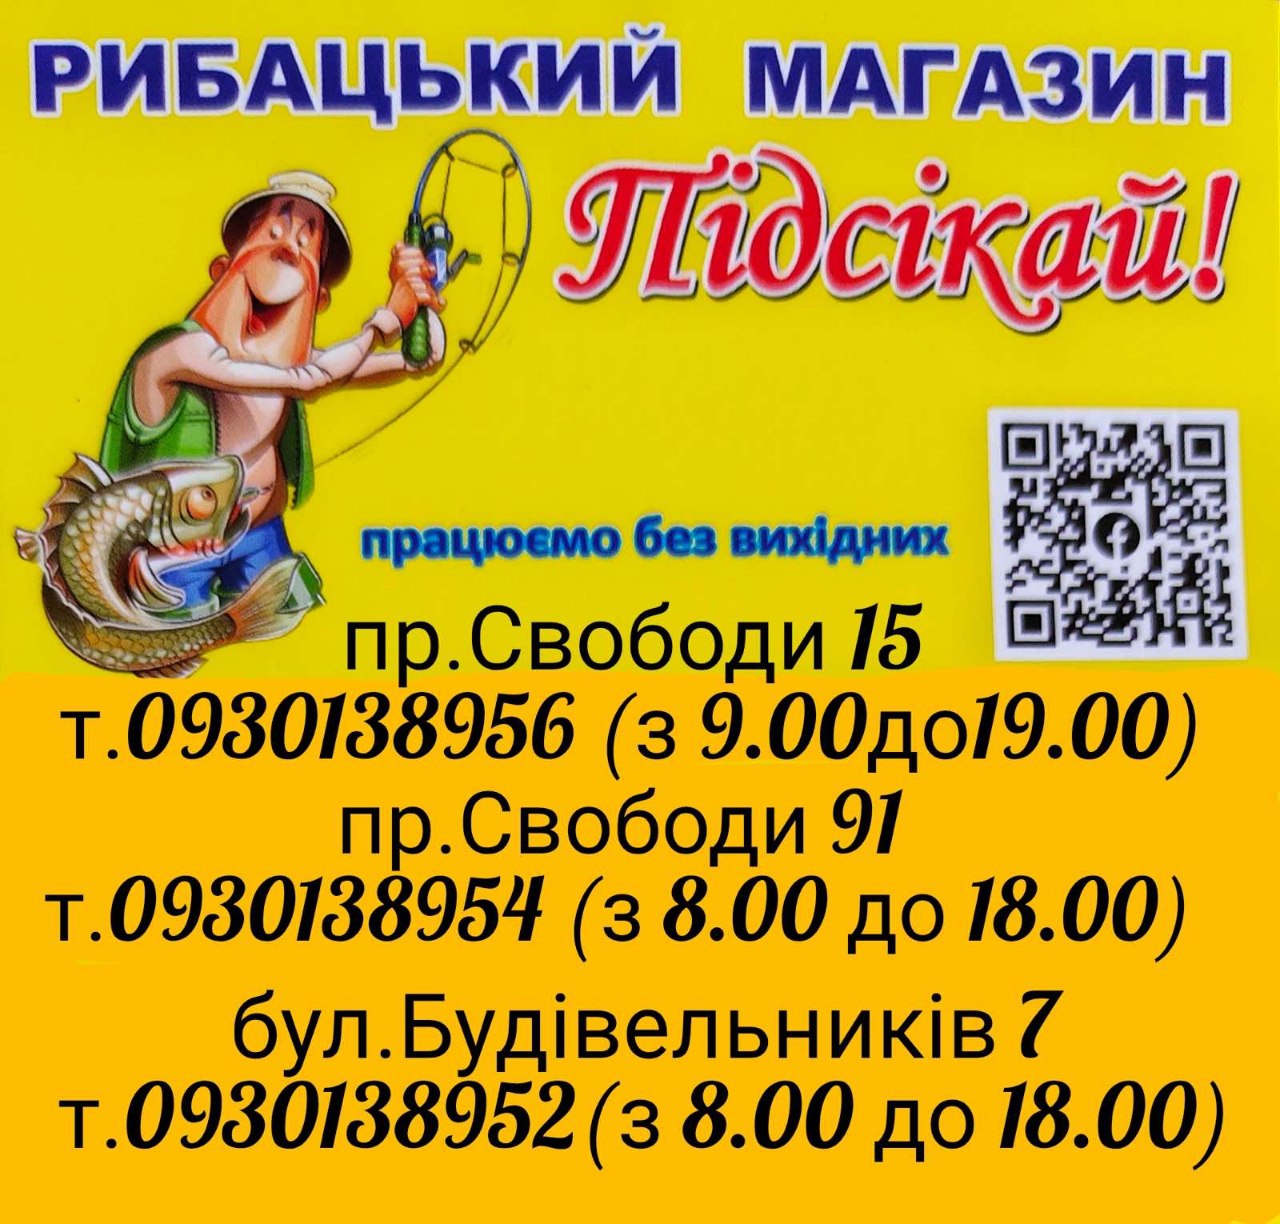 РИБАЦЬКИЙ МАГАЗИН
Підсікай!
працюємо без вихідних
пр.Свободи 15
т.0930138956 (з 9.00до19.00)
пр.Свободи 91
т.0930138954 (з 8.00 до 18.00)
бул.Будівельників 7
т.0930138952(з 8.00 до 18.00)